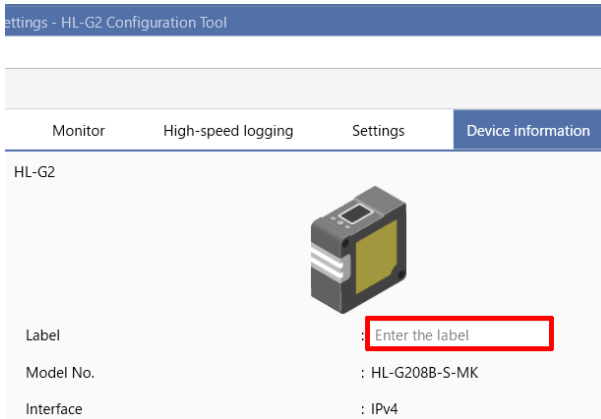 ettings - HL-G2 Configuration Tool
Monitor High-speed logging Settings Device information
HL-G2
Label : Enter the label
Model No. : HL-G208B-S-MK
Interface : IPv4